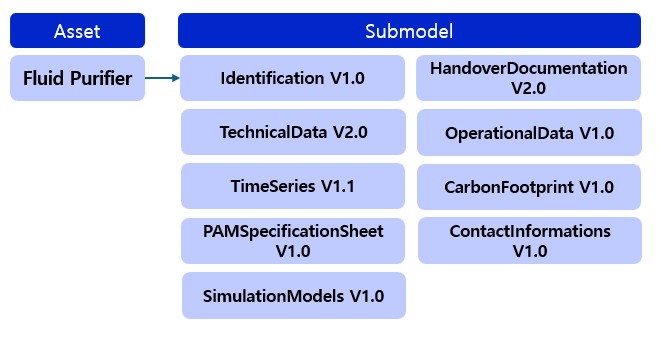 Asset
Submodel
Fluid Purifier
Identification V1.0
HandoverDocumentation
V2.0
TechnicalData V2.0
OperationalData V1.0
TimeSeries V1.1
CarbonFootprint V1.0
PAMSpecificationSheet
V1.0
ContactInformations
V1.0
SimulationModels V1.0